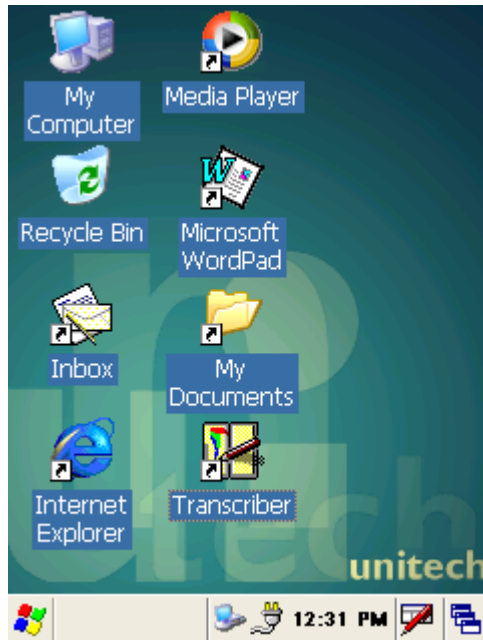 My
Computer
Media Player
Recycle Bin
Microsoft
WordPad
Inbox
My
Documents
Internet
Explorer
Transcriber
unitech
12:31 PM